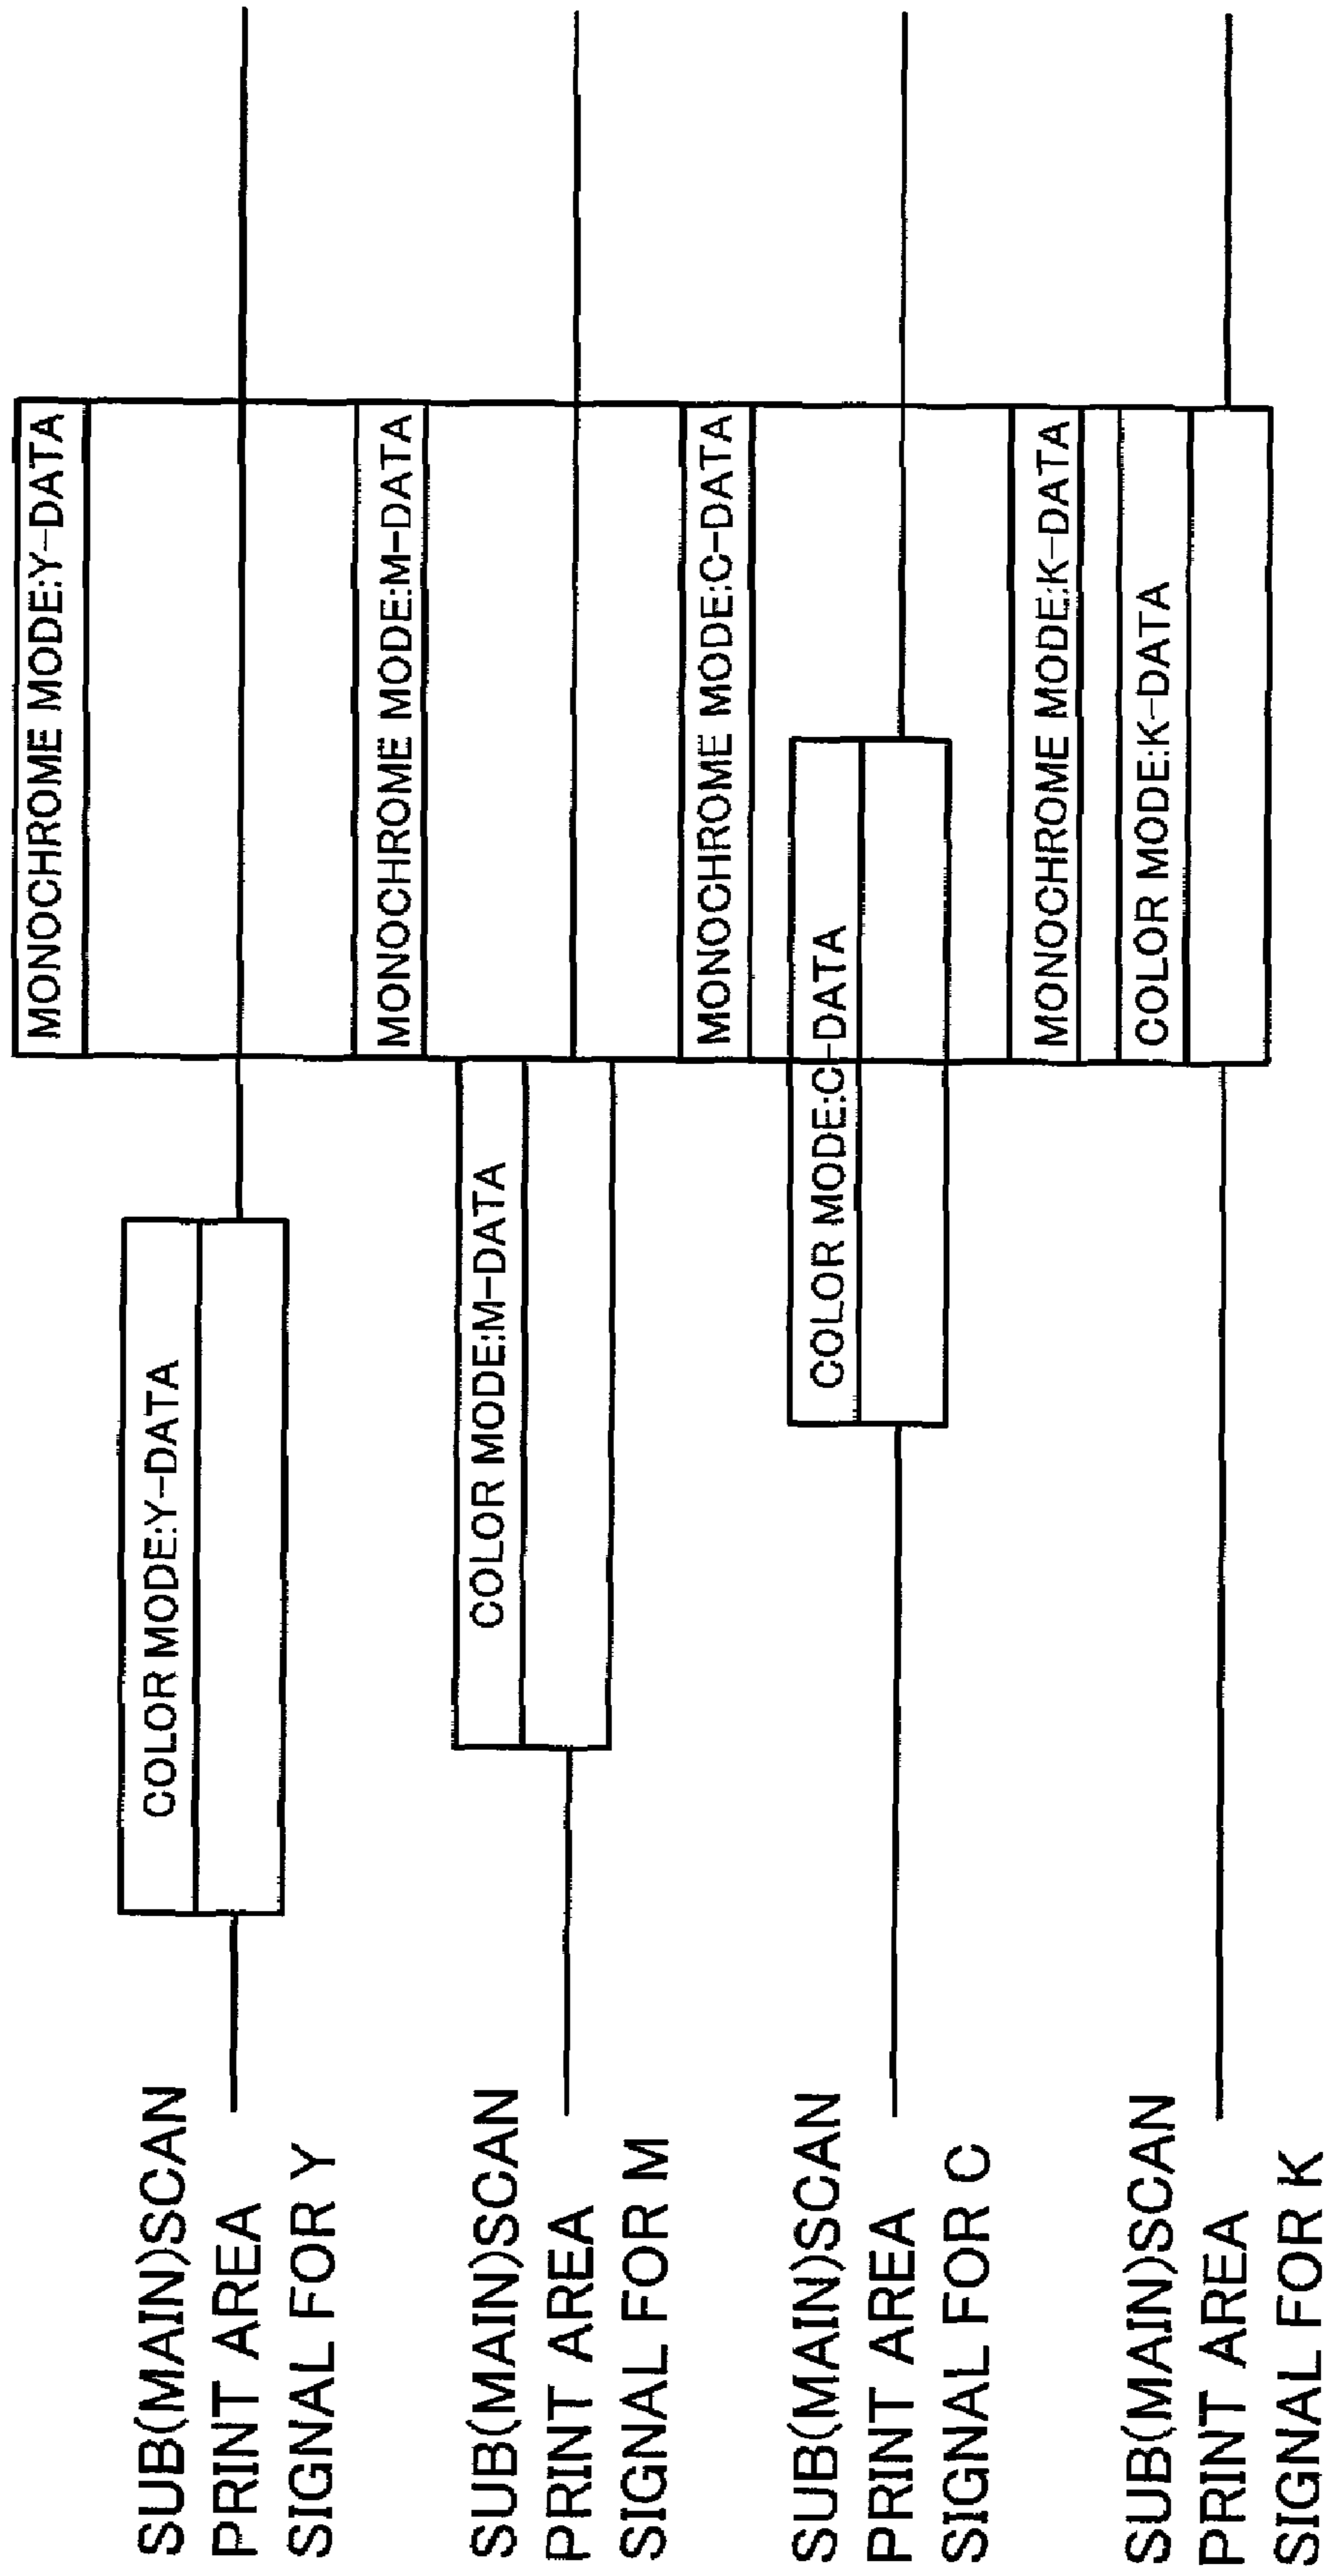 MONOCHROME MODE:Y-DATA
COLOR MODE:Y-DATA
SUB(MAIN)SCAN
PRINT AREA
SIGNAL FOR Y
MONOCHROME MODE:M-DATA
COLOR MODE:M-DATA
SUB(MAIN)SCAN
PRINT AREA
SIGNAL FOR M
MONOCHROME MODE:C-DATA
COLOR MODE:C-DATA
SUB(MAIN)SCAN
PRINT AREA
SIGNAL FOR C
MONOCHROME MODE:K-DATA
COLOR MODE:K-DATA
SUB(MAIN)SCAN
PRINT AREA
SIGNAL FOR K